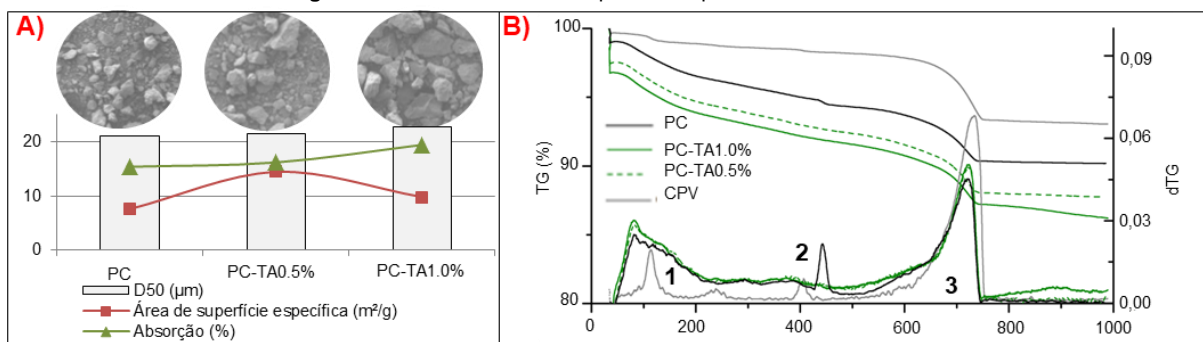 A)
20
10
0
PC
PC-TA0.5%
PC-TA1.0%
D50 (µm)
Área de superfície específica (m²/g)
Absorção (%)
B)
100
90
80
TG (%)
PC
PC-TA1.0%
PC-TA0.5%
CPV
1
2
3
0,09
0,06
0,03
0,00
dTG
0
200
400
600
800
1000